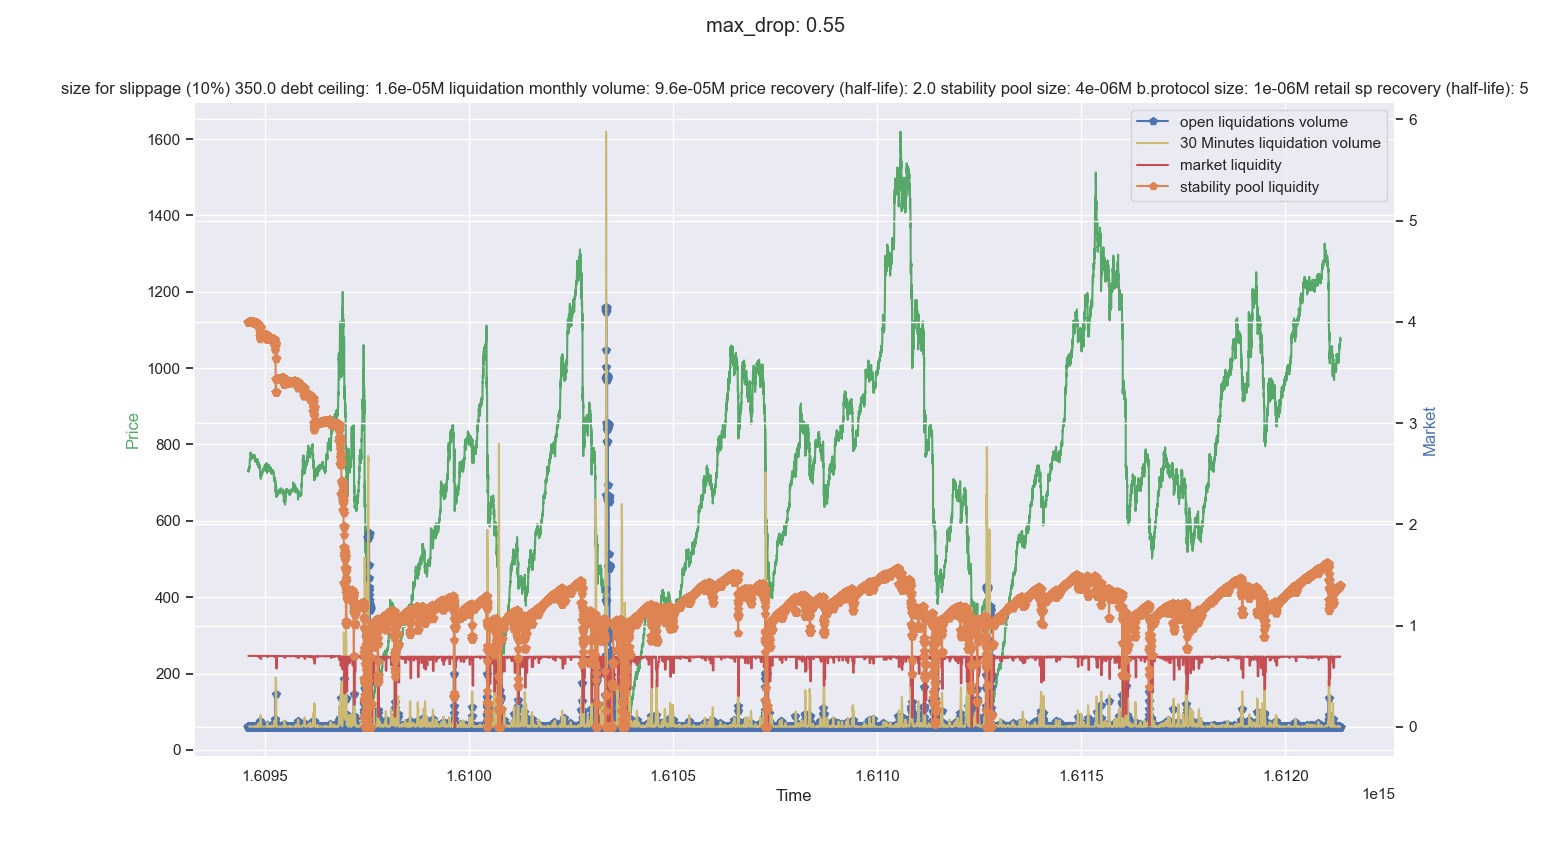 max_drop: 0.55
size for slippage (10%) 350.0 debt ceiling: 1.6e-05M liquidation monthly volume: 9.6e-05M price recovery (half-life): 2.0 stability pool size: 4e-06M b.protocol size: 1e-06M retail sp recovery (half-life): 5
open liquidations volume
30 Minutes liquidation volume
market liquidity
stability pool liquidity
1600
1400
1200
1000
800
600
400
200
0
Price
6
5
4
3
2
1
0
Market
1.6095
1.6100
1.6105
1.6110
1.6115
1.6120
1e15
Time